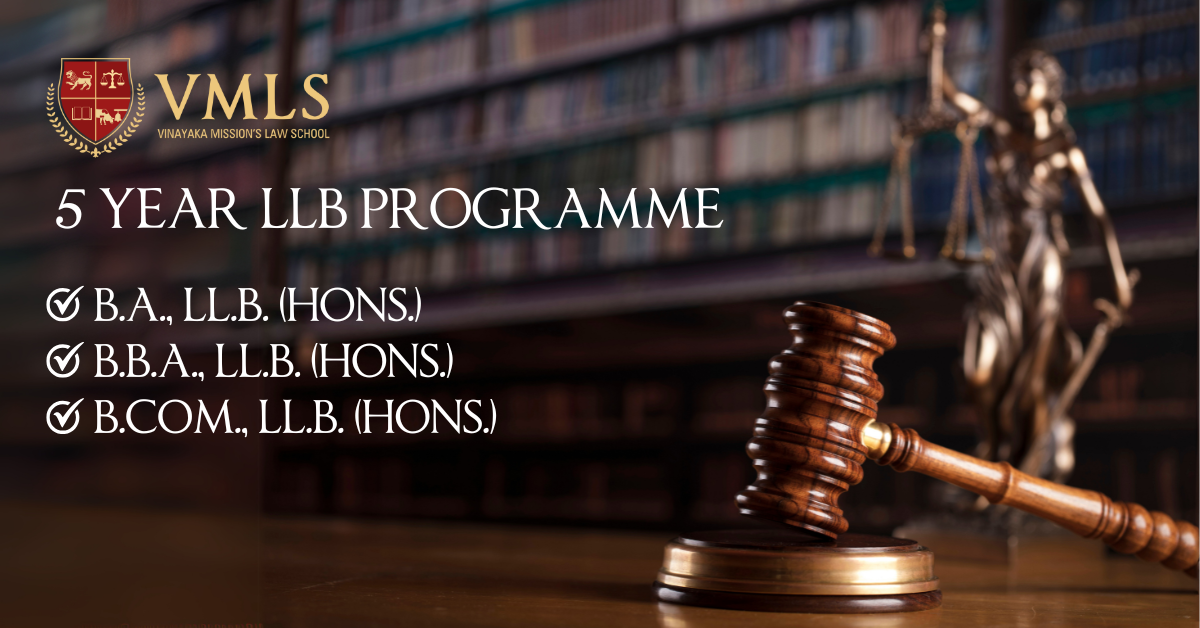 VMLS
VINAYAKA MISSION'S LAW SCHOOL
5 YEAR LLB PROGRAMME
B.A., LL.B. (HONS.)
B.B.A., LL.B. (HONS.)
B.COM., LL.B. (HONS.)